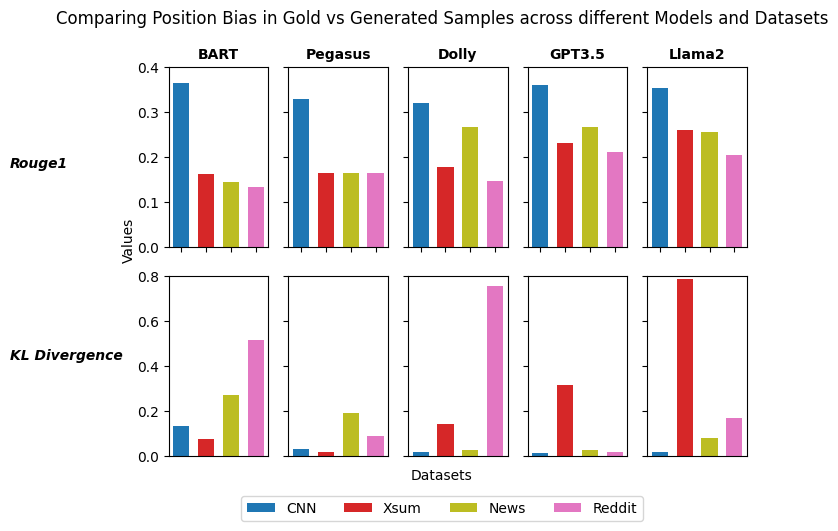 Comparing Position Bias in Gold vs Generated Samples across different Models and Datasets
BART Pegasus Dolly GPT3.5 Llama2
0.4
0.3
0.2
0.1
0.0
Rouge1
Values
0.8
0.6
0.4
0.2
0.0
KL Divergence
Datasets
CNN Xsum News Reddit